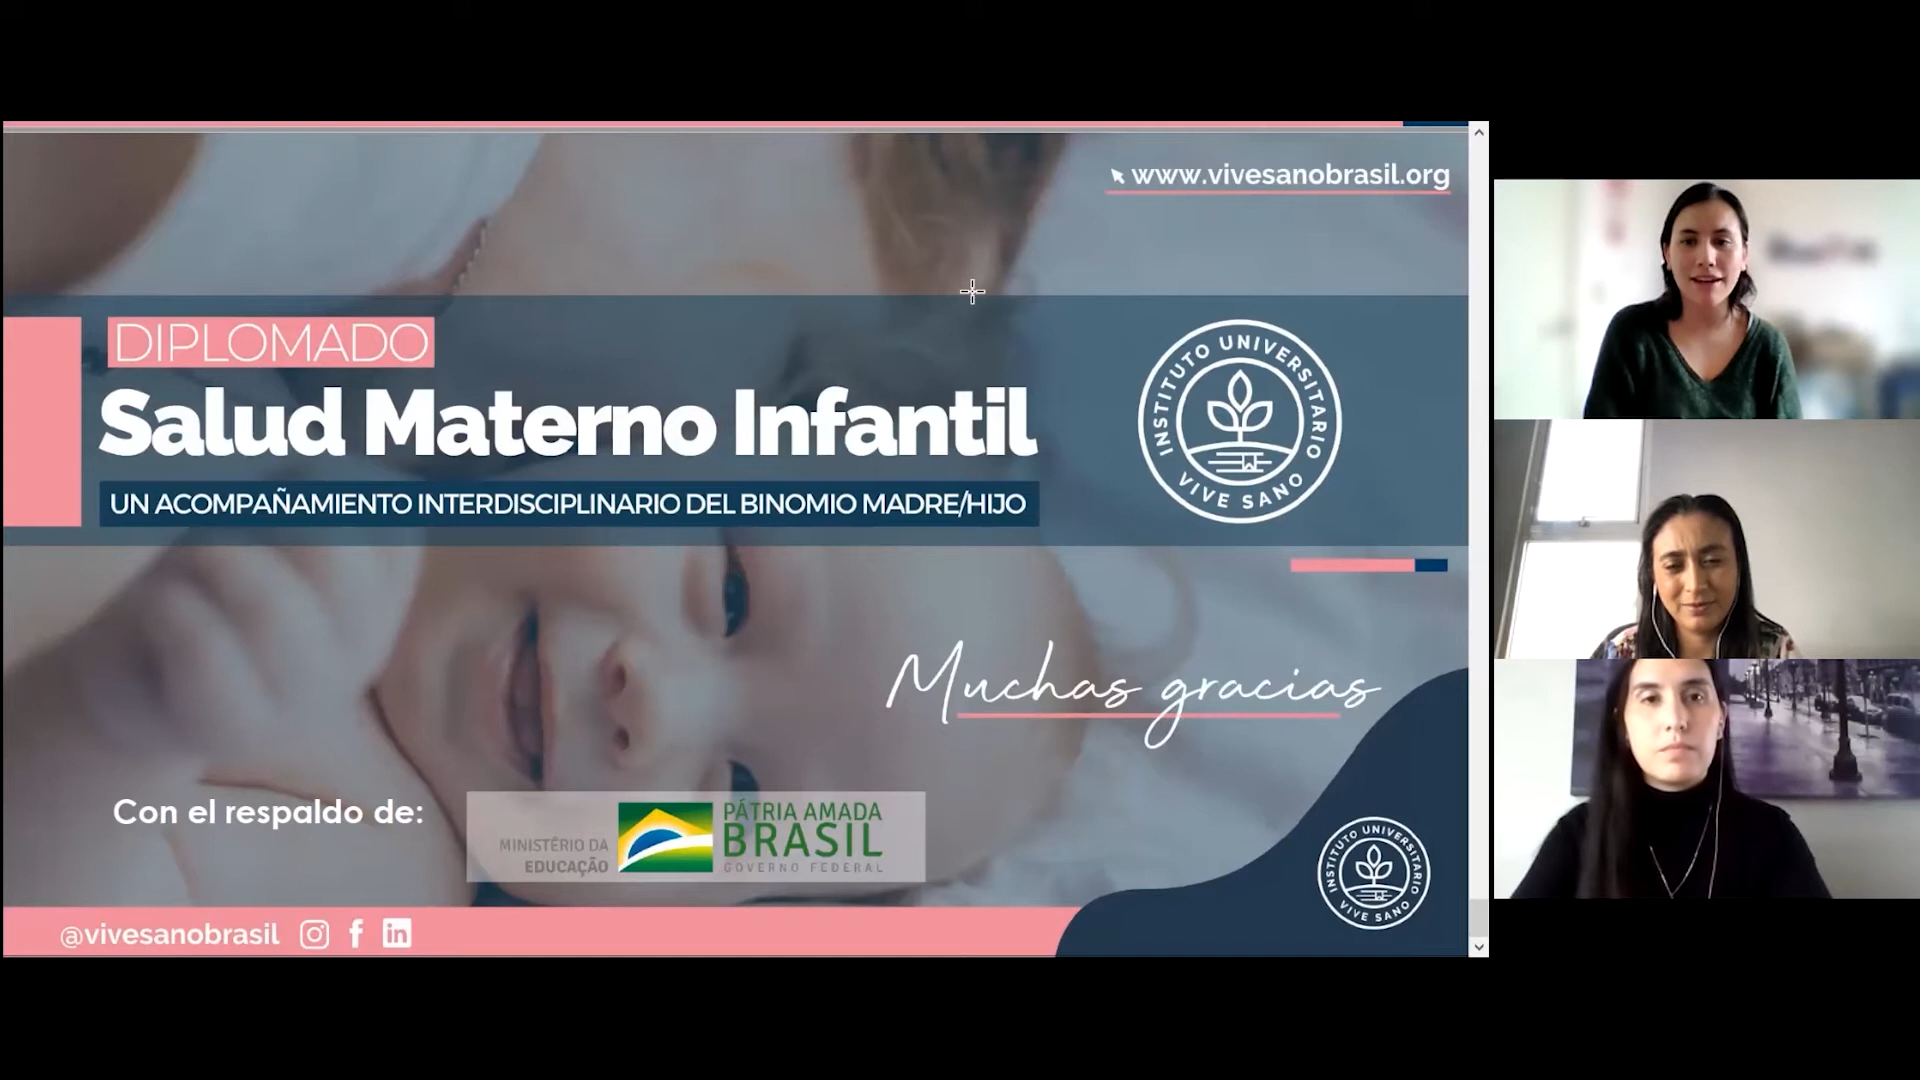 www.vivesanobrasil.org
DIPLOMADO
Salud Materno Infantil
UN ACOMPAÑAMIENTO INTERDISCIPLINARIO DEL BINOMIO MADRE/HIJO
INSTITUTO UNIVERSITARIO
VIVE SANO
Muchas gracias
Con el respaldo de:
MINISTÉRIO DA
EDUCAÇÃO
PÁTRIA AMADA
BRASIL
GOVERNO FEDERAL
INSTITUTO UNIVERSITARIO
VIVE SANO
@vivesanobrasil